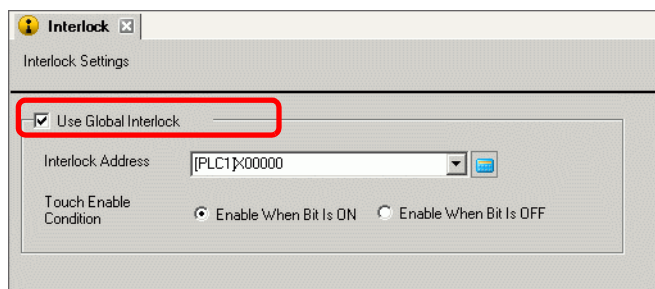 Interlock
Interlock Settings
Use Global Interlock
Interlock Address [PLC1]X00000
Touch Enable
Condition
Enable When Bit Is ON Enable When Bit Is OFF